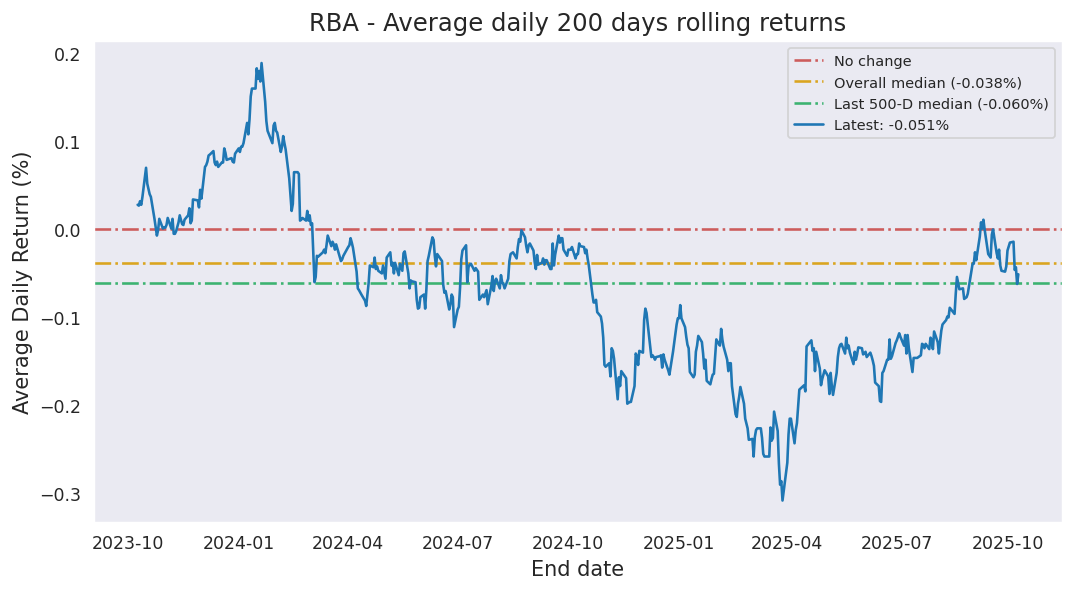 RBA - Average daily 200 days rolling returns
No change
Overall median (-0.038%)
Last 500-D median (-0.060%)
Latest: -0.051%
Average Daily Return (%)
0.2
0.1
0.0
−0.1
−0.2
−0.3
2023-10 2024-01 2024-04 2024-07 2024-10 2025-01 2025-04 2025-07 2025-10
End date